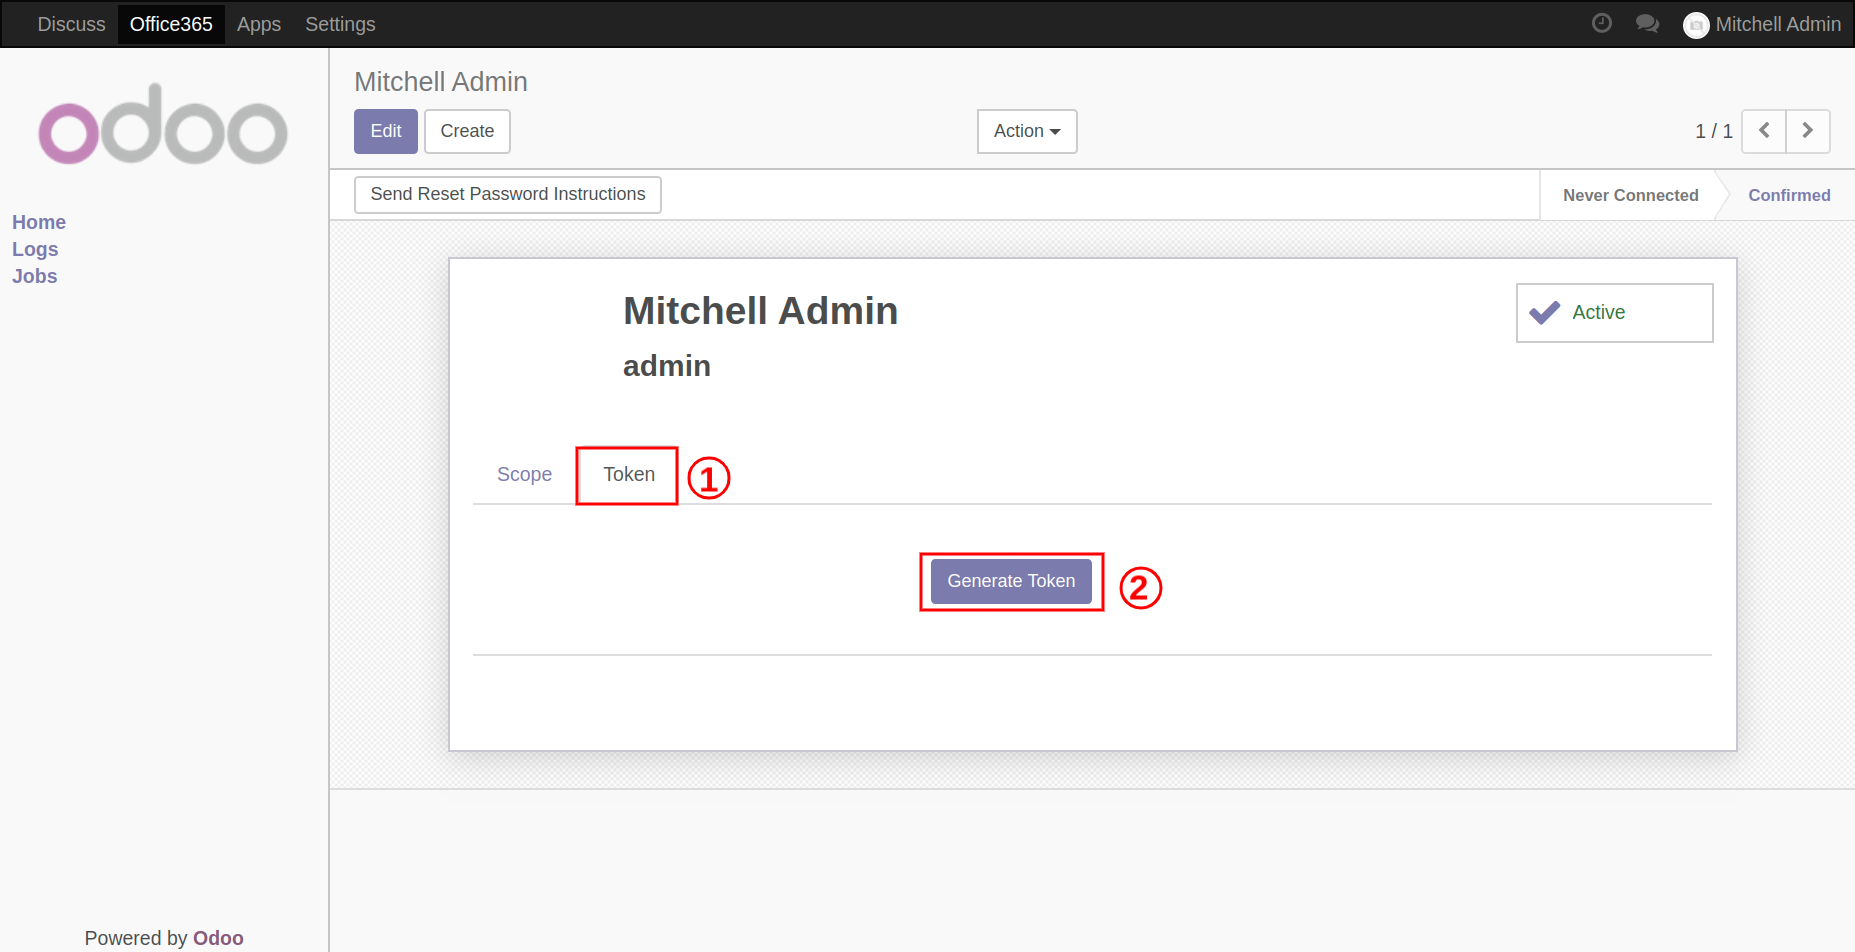 Discuss Office365 Apps Settings Mitchell Admin
odoo
Home
Logs
Jobs
Mitchell Admin
Edit Create Action 1 / 1
Send Reset Password Instructions Never Connected Confirmed
Mitchell Admin
Active
admin
Scope Token 1
Generate Token 2
Powered by Odoo